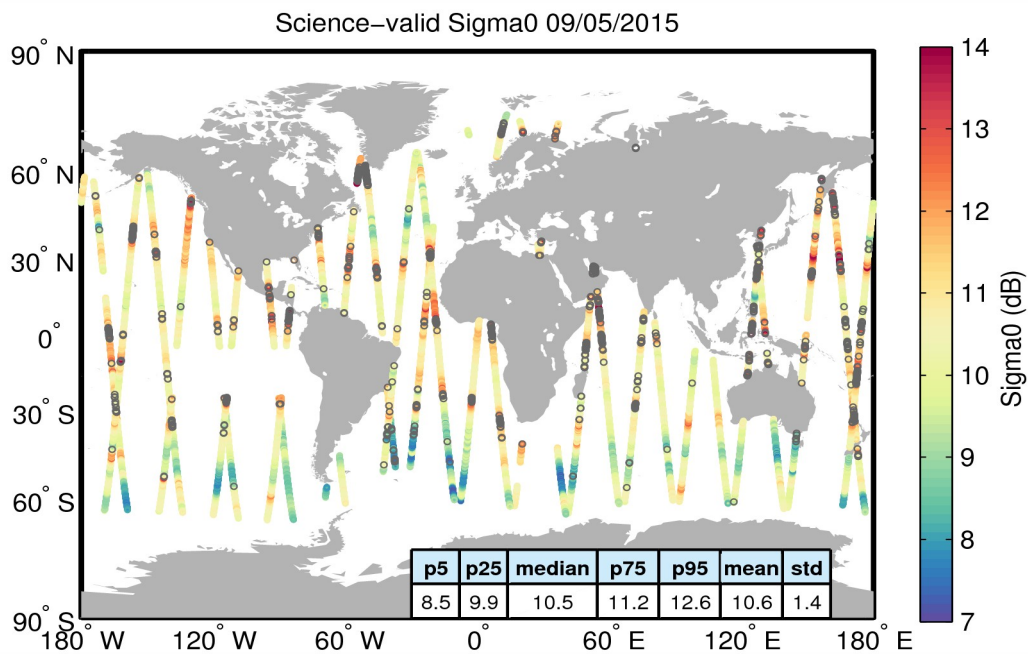 Science−valid Sigma0 09/05/2015
90° N
60° N
30° N
0°
30° S
60° S
90° S
180° W
120° W
60° W
0°
60° E
120° E
180° E
p5 p25 median p75 p95 mean std
8.5 9.9 10.5 11.2 12.6 10.6 1.4
14
13
12
11
10
9
8
7
Sigma0 (dB)